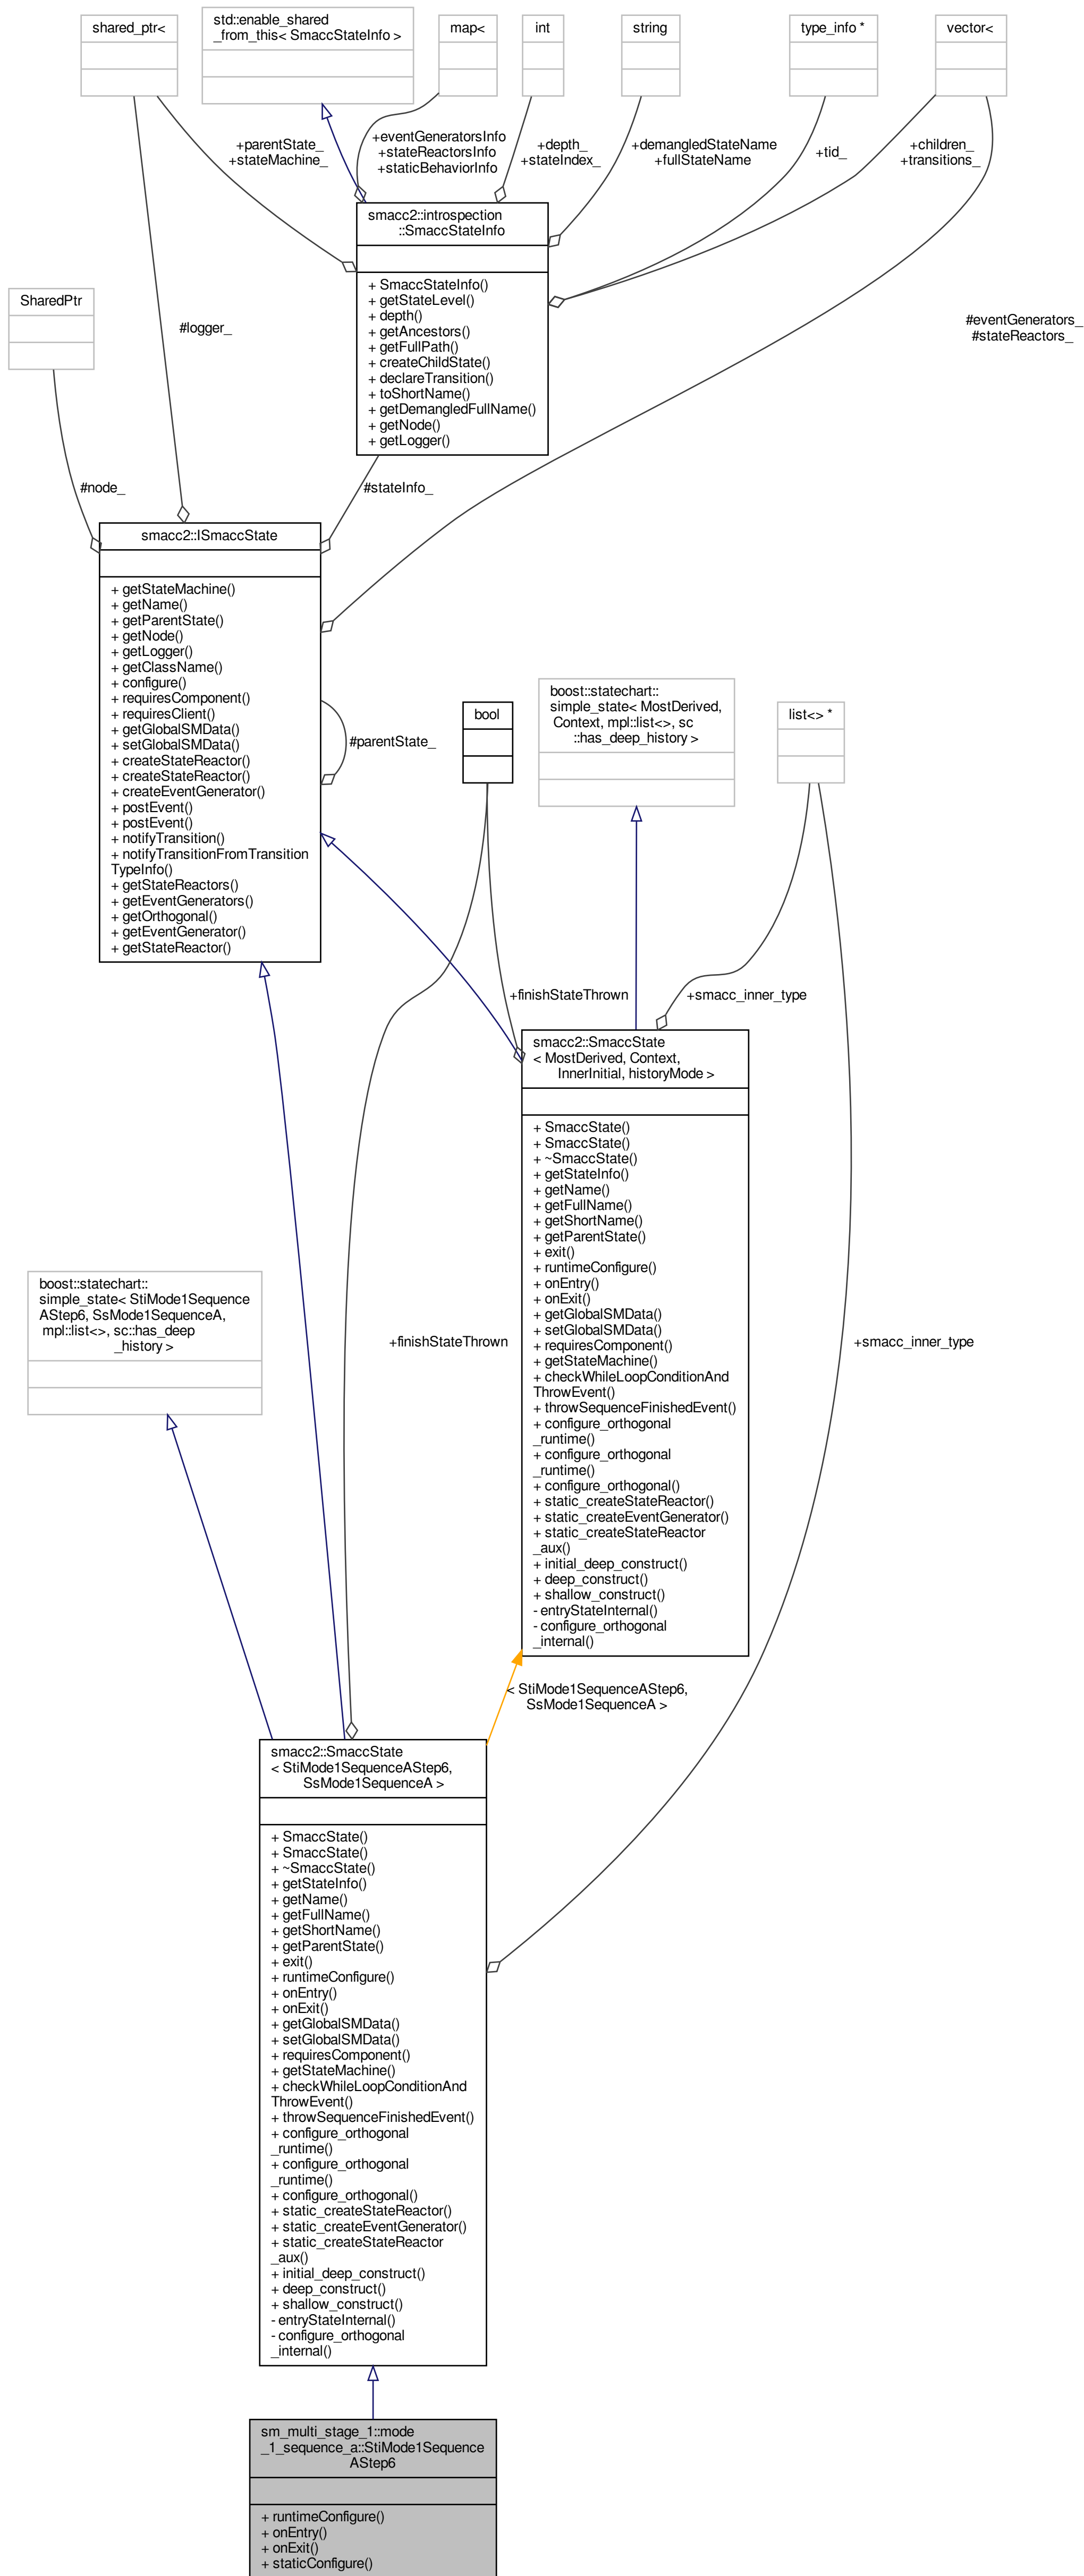 shared_ptr<
std::enable_shared
_from_this< SmaccStateInfo >
map<
int
string
type_info *
vector<
+parentState_
+stateMachine_
+eventGeneratorsInfo
+stateReactorsInfo
+staticBehaviorInfo
+depth_
+stateIndex_
+demangledStateName
+fullStateName
+tid_
+children_
+transitions_
smacc2::introspection
::SmaccStateInfo
+ SmaccStateInfo()
+ getStateLevel()
+ depth()
+ getAncestors()
+ getFullPath()
+ createChildState()
+ declareTransition()
+ toShortName()
+ getDemangledFullName()
+ getNode()
+ getLogger()
SharedPtr
#logger_
#eventGenerators_
#stateReactors_
#node_
#stateInfo_
smacc2::ISmaccState
+ getStateMachine()
+ getName()
+ getParentState()
+ getNode()
+ getLogger()
+ getClassName()
+ configure()
+ requiresComponent()
+ requiresClient()
+ getGlobalSMData()
+ setGlobalSMData()
+ createStateReactor()
+ createStateReactor()
+ createEventGenerator()
+ postEvent()
+ postEvent()
+ notifyTransition()
+ notifyTransitionFromTransition
TypeInfo()
+ getStateReactors()
+ getEventGenerators()
+ getOrthogonal()
+ getEventGenerator()
+ getStateReactor()
#parentState_
bool
boost::statechart::
simple_state< MostDerived,
Context, mpl::list<>, sc
::has_deep_history >
list<> *
+finishStateThrown
+smacc_inner_type
smacc2::SmaccState
< MostDerived, Context,
InnerInitial, historyMode >
+ SmaccState()
+ SmaccState()
+ ~SmaccState()
+ getStateInfo()
+ getName()
+ getFullName()
+ getShortName()
+ getParentState()
+ exit()
+ runtimeConfigure()
+ onEntry()
+ onExit()
+ getGlobalSMData()
+ setGlobalSMData()
+ requiresComponent()
+ getStateMachine()
+ checkWhileLoopConditionAnd
ThrowEvent()
+ throwSequenceFinishedEvent()
+ configure_orthogonal
_runtime()
+ configure_orthogonal
_runtime()
+ configure_orthogonal()
+ static_createStateReactor()
+ static_createEventGenerator()
+ static_createStateReactor
_aux()
+ initial_deep_construct()
+ deep_construct()
+ shallow_construct()
- entryStateInternal()
- configure_orthogonal
_internal()
boost::statechart::
simple_state< StiMode1Sequence
AStep6, SsMode1SequenceA,
mpl::list<>, sc::has_deep
_history >
+finishStateThrown
+smacc_inner_type
< StiMode1SequenceAStep6,
SsMode1SequenceA >
smacc2::SmaccState
< StiMode1SequenceAStep6,
SsMode1SequenceA >
+ SmaccState()
+ SmaccState()
+ ~SmaccState()
+ getStateInfo()
+ getName()
+ getFullName()
+ getShortName()
+ getParentState()
+ exit()
+ runtimeConfigure()
+ onEntry()
+ onExit()
+ getGlobalSMData()
+ setGlobalSMData()
+ requiresComponent()
+ getStateMachine()
+ checkWhileLoopConditionAnd
ThrowEvent()
+ throwSequenceFinishedEvent()
+ configure_orthogonal
_runtime()
+ configure_orthogonal
_runtime()
+ configure_orthogonal()
+ static_createStateReactor()
+ static_createEventGenerator()
+ static_createStateReactor
_aux()
+ initial_deep_construct()
+ deep_construct()
+ shallow_construct()
- entryStateInternal()
- configure_orthogonal
_internal()
sm_multi_stage_1::mode
_1_sequence_a::StiMode1Sequence
AStep6
+ runtimeConfigure()
+ onEntry()
+ onExit()
+ staticConfigure()